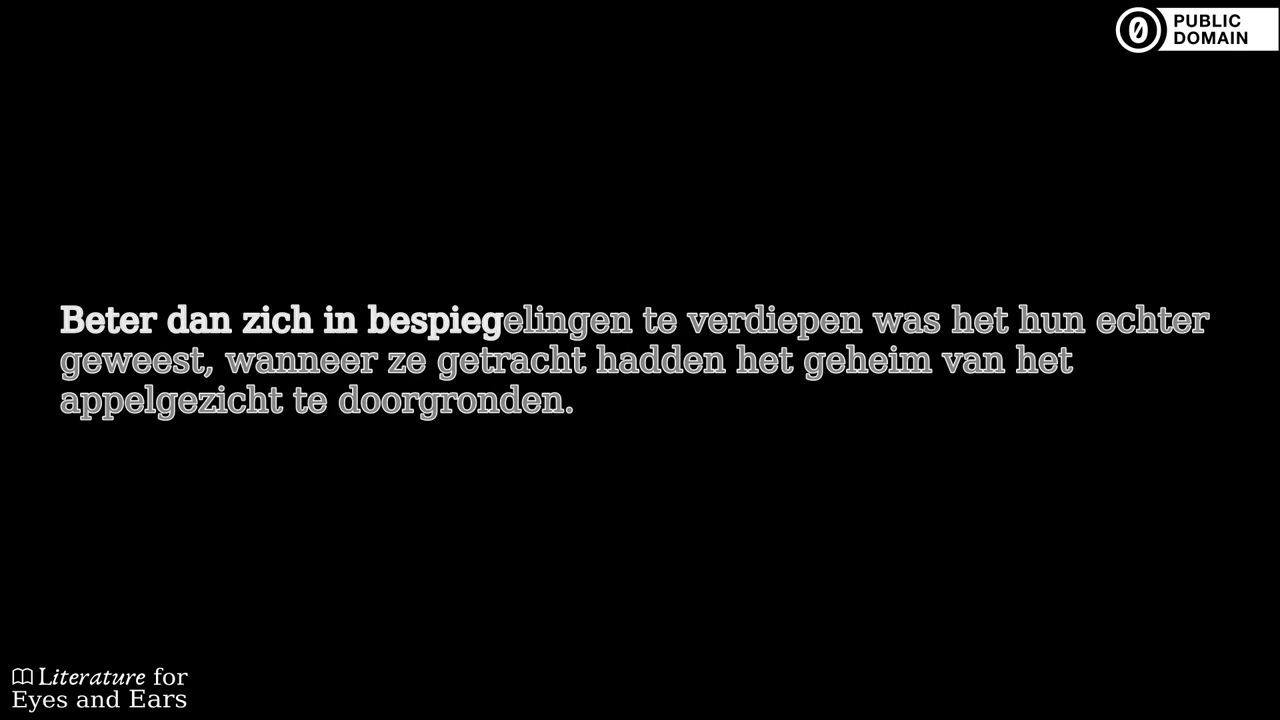 PUBLIC
DOMAIN
Beter dan zich in bespiegelingen te verdiepen was het hun echter
geweest, wanneer ze getracht hadden het geheim van het
appelgezicht te doorgronden.
Literature for
Eyes and Ears